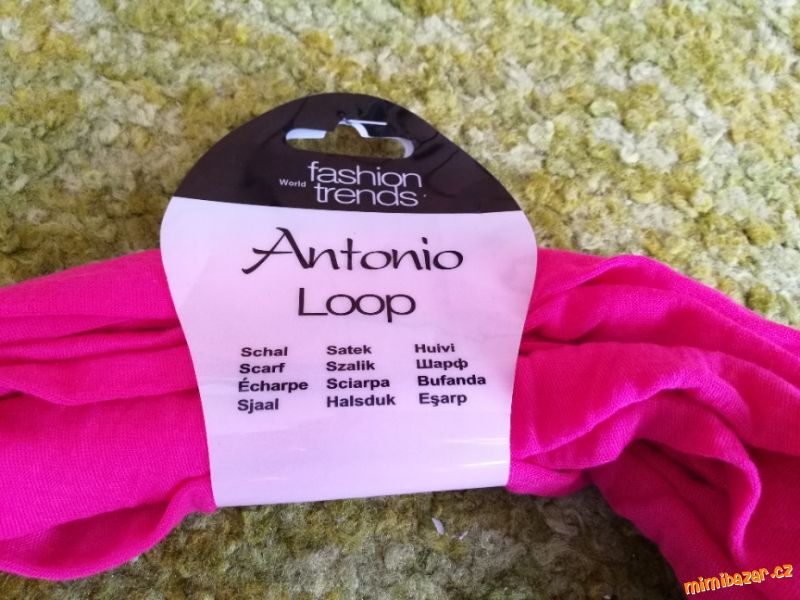 fashion
World trends
Antonio
Loop
Schal Satek Huivi
Scarf Szalik Шарф
Écharpe Sciarpa Bufanda
Sjaal Halsduk Eşarp
mimibazar.cz